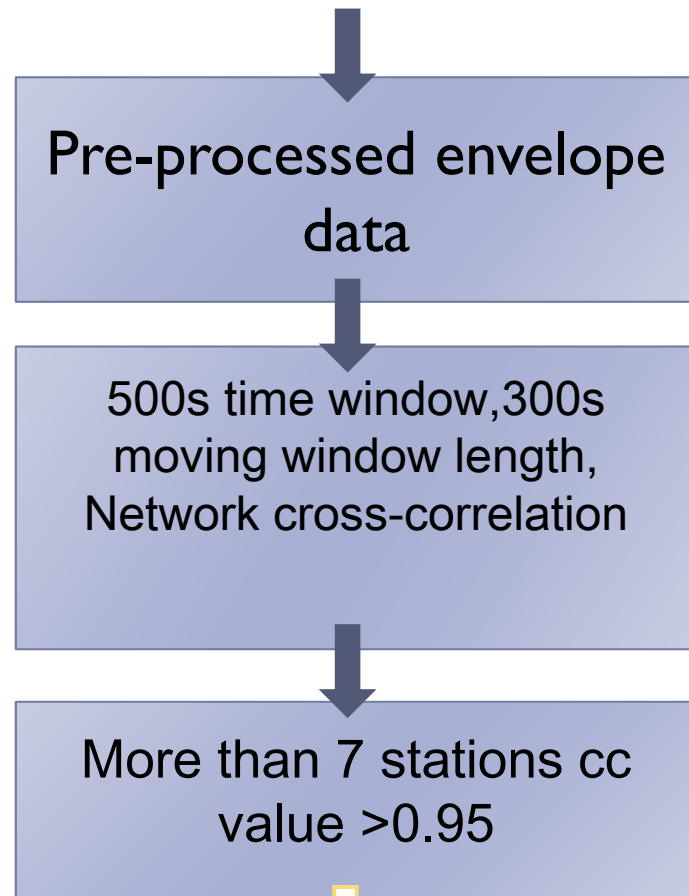 Pre-processed envelope
data
500s time window,300s
moving window length,
Network cross-correlation
More than 7 stations cc
value >0.95